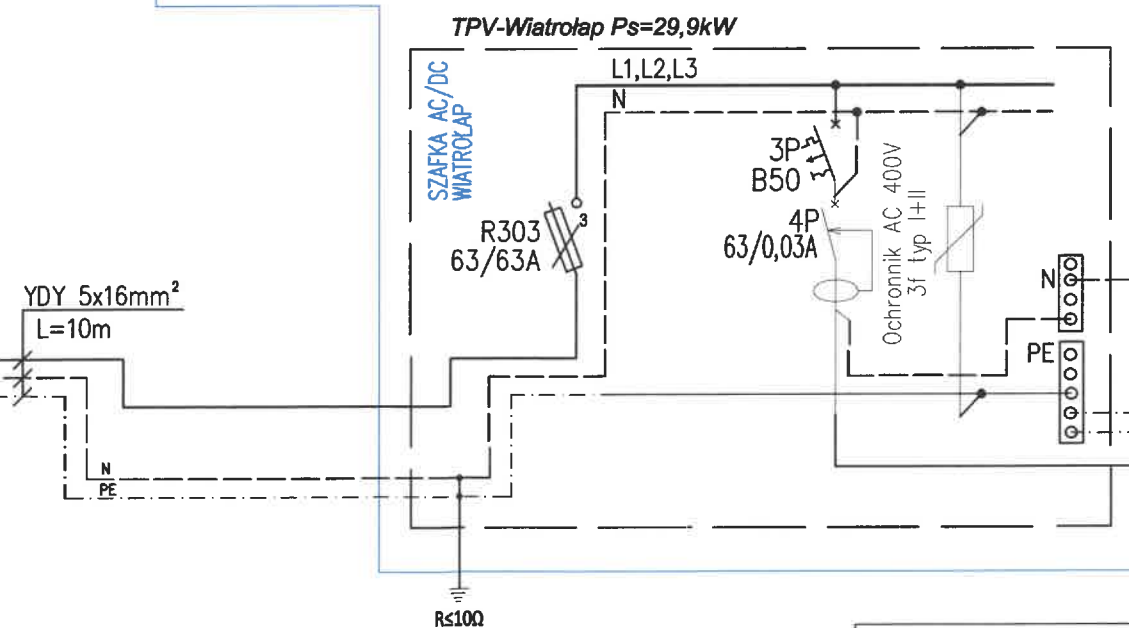 TPV-Wiatrołap Ps=29,9kW
SZAFKA AC/DC
WIATROŁAP
L1,L2,L3
N
3P
B50
R303
63/63A
3
4P
63/0,03A
Ochronnik AC 400V
3f typ I+II
N
PE
YDY 5x16mm²
L=10m
N
PE
R≤10Ω